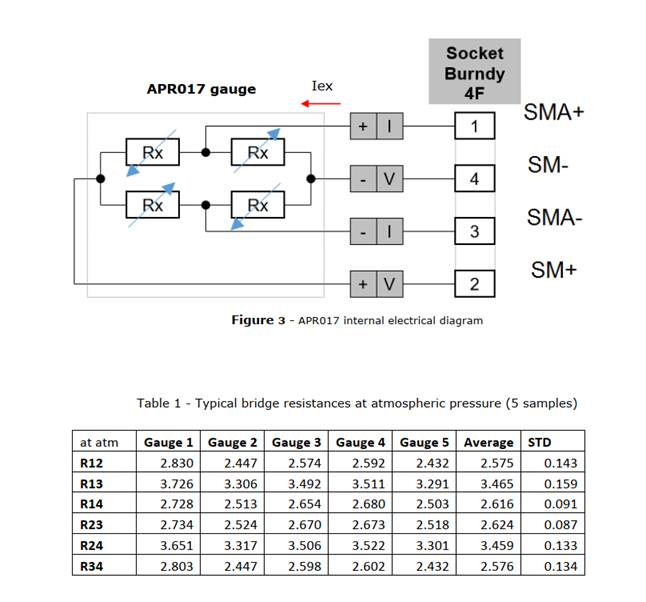 Socket
Burndy
4F
APR017 gauge
Iex
+ I 1 SMA+
Rx Rx
- V 4 SM-
Rx Rx
- I 3 SMA-
+ V 2 SM+
Figure 3 - APR017 internal electrical diagram
Table 1 - Typical bridge resistances at atmospheric pressure (5 samples)
at atm Gauge 1 Gauge 2 Gauge 3 Gauge 4 Gauge 5 Average STD
R12 2.830 2.447 2.574 2.592 2.432 2.575 0.143
R13 3.726 3.306 3.492 3.511 3.291 3.465 0.159
R14 2.728 2.513 2.654 2.680 2.503 2.616 0.091
R23 2.734 2.524 2.670 2.673 2.518 2.624 0.087
R24 3.651 3.317 3.506 3.522 3.301 3.459 0.133
R34 2.803 2.447 2.598 2.602 2.432 2.576 0.134